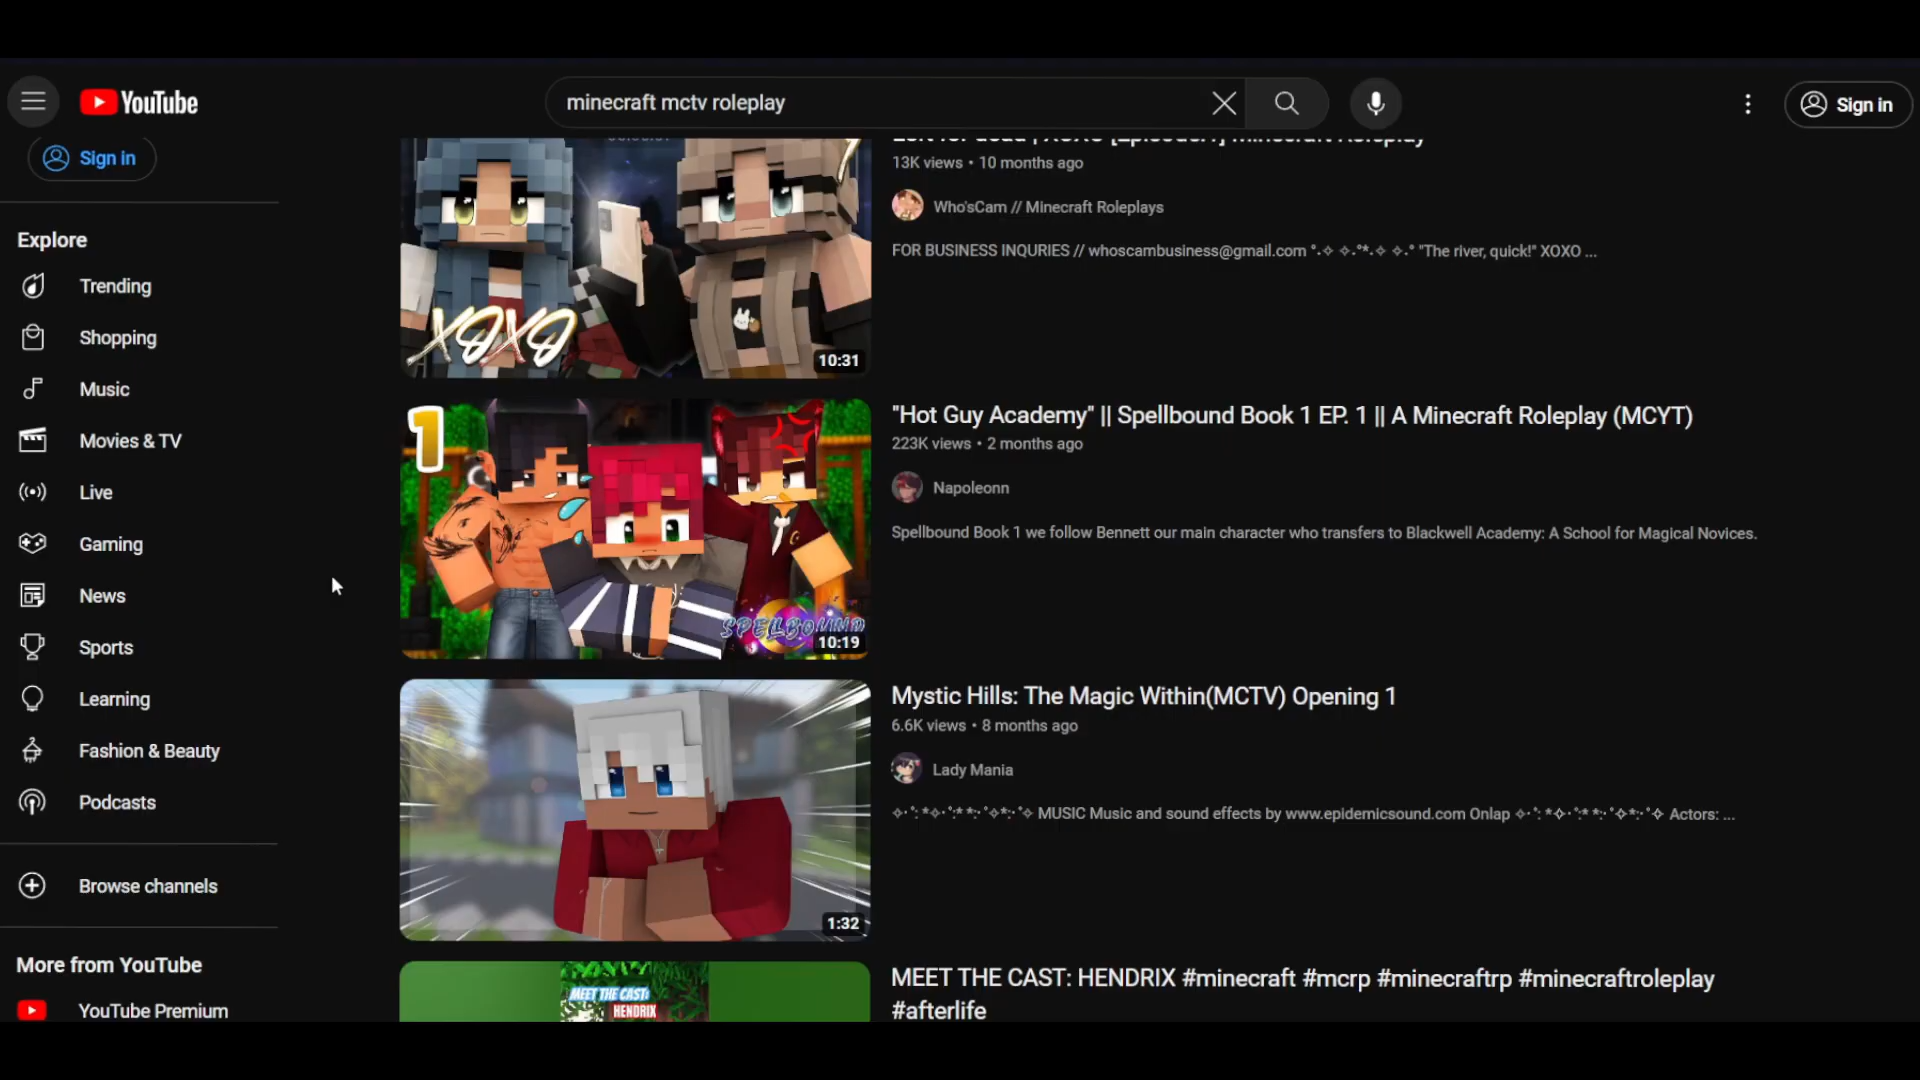 YouTube
minecraft mctv roleplay
Sign in
Sign in
Explore
Trending
Shopping
Music
Movies & TV
Live
Gaming
News
Sports
Learning
Fashion & Beauty
Podcasts
Browse channels
More from YouTube
YouTube Premium
XOXO
10:31
13K views • 10 months ago
Who'sCam // Minecraft Roleplays
FOR BUSINESS INQURIES // whoscambusiness@gmail.com °.✧ ✧.°*.✧ ✧.° "The river, quick!" XOXO ...
1
SPELLBOUND
10:19
"Hot Guy Academy" || Spellbound Book 1 EP. 1 || A Minecraft Roleplay (MCYT)
223K views • 2 months ago
Napoleonn
Spellbound Book 1 we follow Bennett our main character who transfers to Blackwell Academy: A School for Magical Novices.
1:32
Mystic Hills: The Magic Within(MCTV) Opening 1
6.6K views • 8 months ago
Lady Mania
✧･ﾟ: *✧･ﾟ:* *:･ﾟ✧*:･ﾟ✧ MUSIC Music and sound effects by www.epidemicsound.com Onlap ✧･ﾟ: *✧･ﾟ:* *:･ﾟ✧*:･ﾟ✧ Actors: ...
MEET THE CAST:
HENDRIX
MEET THE CAST: HENDRIX #minecraft #mcrp #minecraftrp #minecraftroleplay
#afterlife